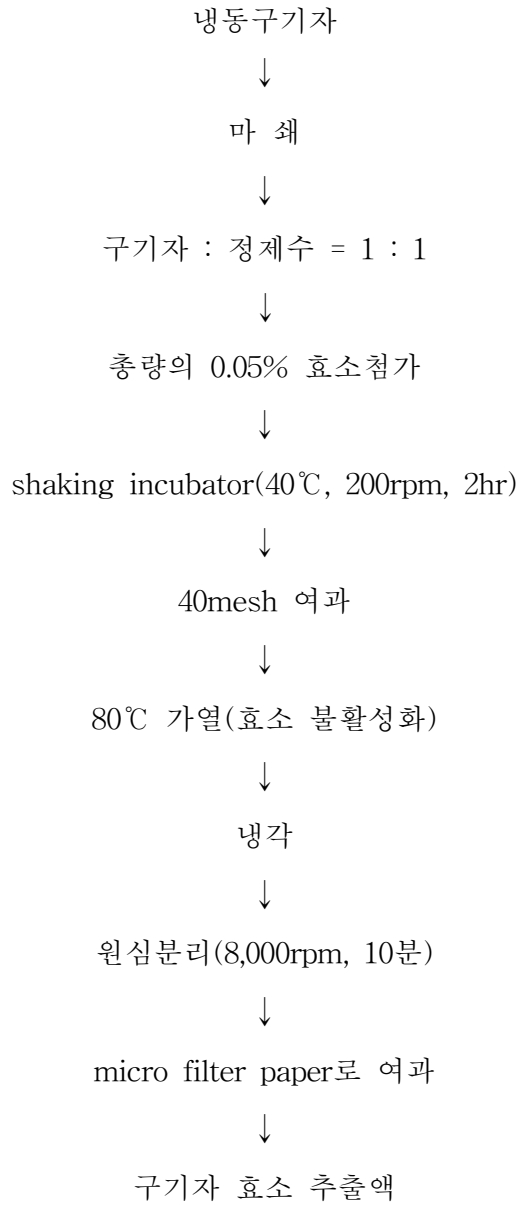 냉동구기자
↓
마 쇄
↓
구기자 : 정제수 = 1 : 1
↓
총량의 0.05% 효소첨가
↓
shaking incubator(40℃, 200rpm, 2hr)
↓
40mesh 여과
↓
80℃ 가열(효소 불활성화)
↓
냉각
↓
원심분리(8,000rpm, 10분)
↓
micro filter paper로 여과
↓
구기자 효소 추출액